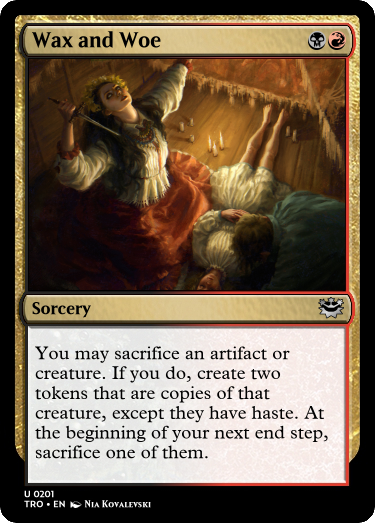 Wax and Woe
Sorcery
You may sacrifice an artifact or
creature. If you do, create two
tokens that are copies of that
creature, except they have haste. At
the beginning of your next end step,
sacrifice one of them.
U 0201
TRO • EN Nia Kovalevski